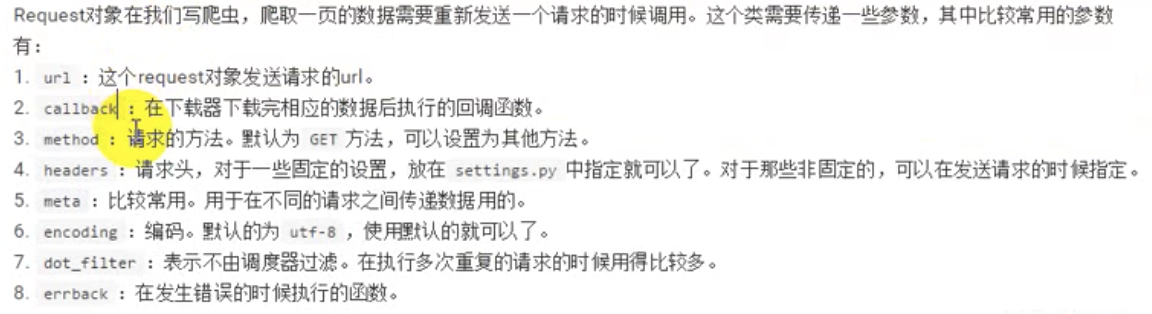 Request对象在我们写爬虫，爬取一页的数据需要重新发送一个请求的时候调用。这个类需要传递一些参数，其中比较常用的参数
有：
1. url ：这个request对象发送请求的url。
2. callback ：在下载器下载完相应的数据后执行的回调函数。
3. method ：请求的方法。默认为 GET 方法，可以设置为其他方法。
4. headers ：请求头，对于一些固定的设置，放在 settings.py 中指定就可以了。对于那些非固定的，可以在发送请求的时候指定。
5. meta ：比较常用。用于在不同的请求之间传递数据用的。
6. encoding ：编码。默认的为 utf-8 ，使用默认的就可以了。
7. dot_filter ：表示不由调度器过滤。在执行多次重复的请求的时候用得比较多。
8. errback ：在发生错误的时候执行的函数。